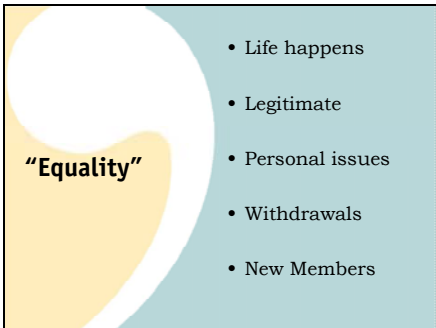 “Equality”
• Life happens
• Legitimate
• Personal issues
• Withdrawals
• New Members